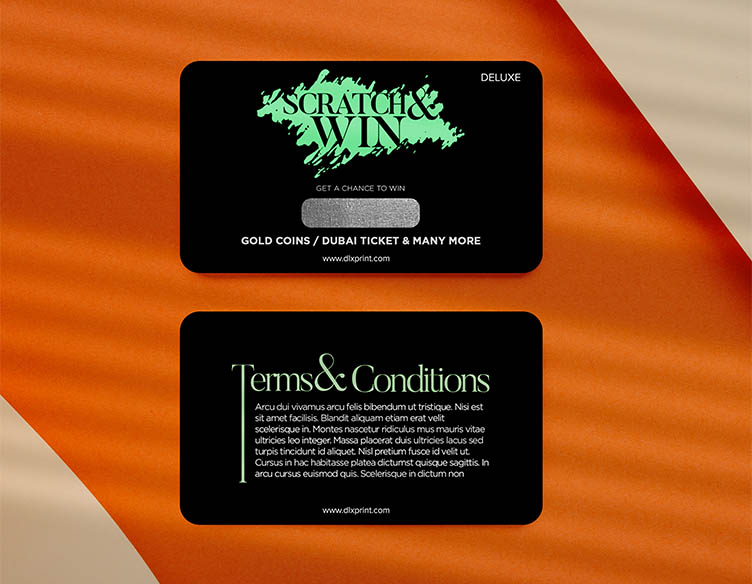 DELUXE
SCRATCH&
WIN
GET A CHANCE TO WIN
GOLD COINS / DUBAI TICKET & MANY MORE
www.dlxprint.com
Terms & Conditions
Arcu dui vivamus arcu felis bibendum ut tristique. Nisi est
sit amet facilisis. Blandit aliquam etiam erat velit
scelerisque in. Montes nascetur ridiculus mus mauris vitae
ultricies leo integer. Massa placerat duis ultricies lacus sed
turpis tincidunt id aliquet. Nisl pretium fusce id velit ut.
Cursus in hac habitasse platea dictumst quisque sagittis. In
arcu cursus euismod quis. Scelerisque in dictum non
www.dlxprint.com